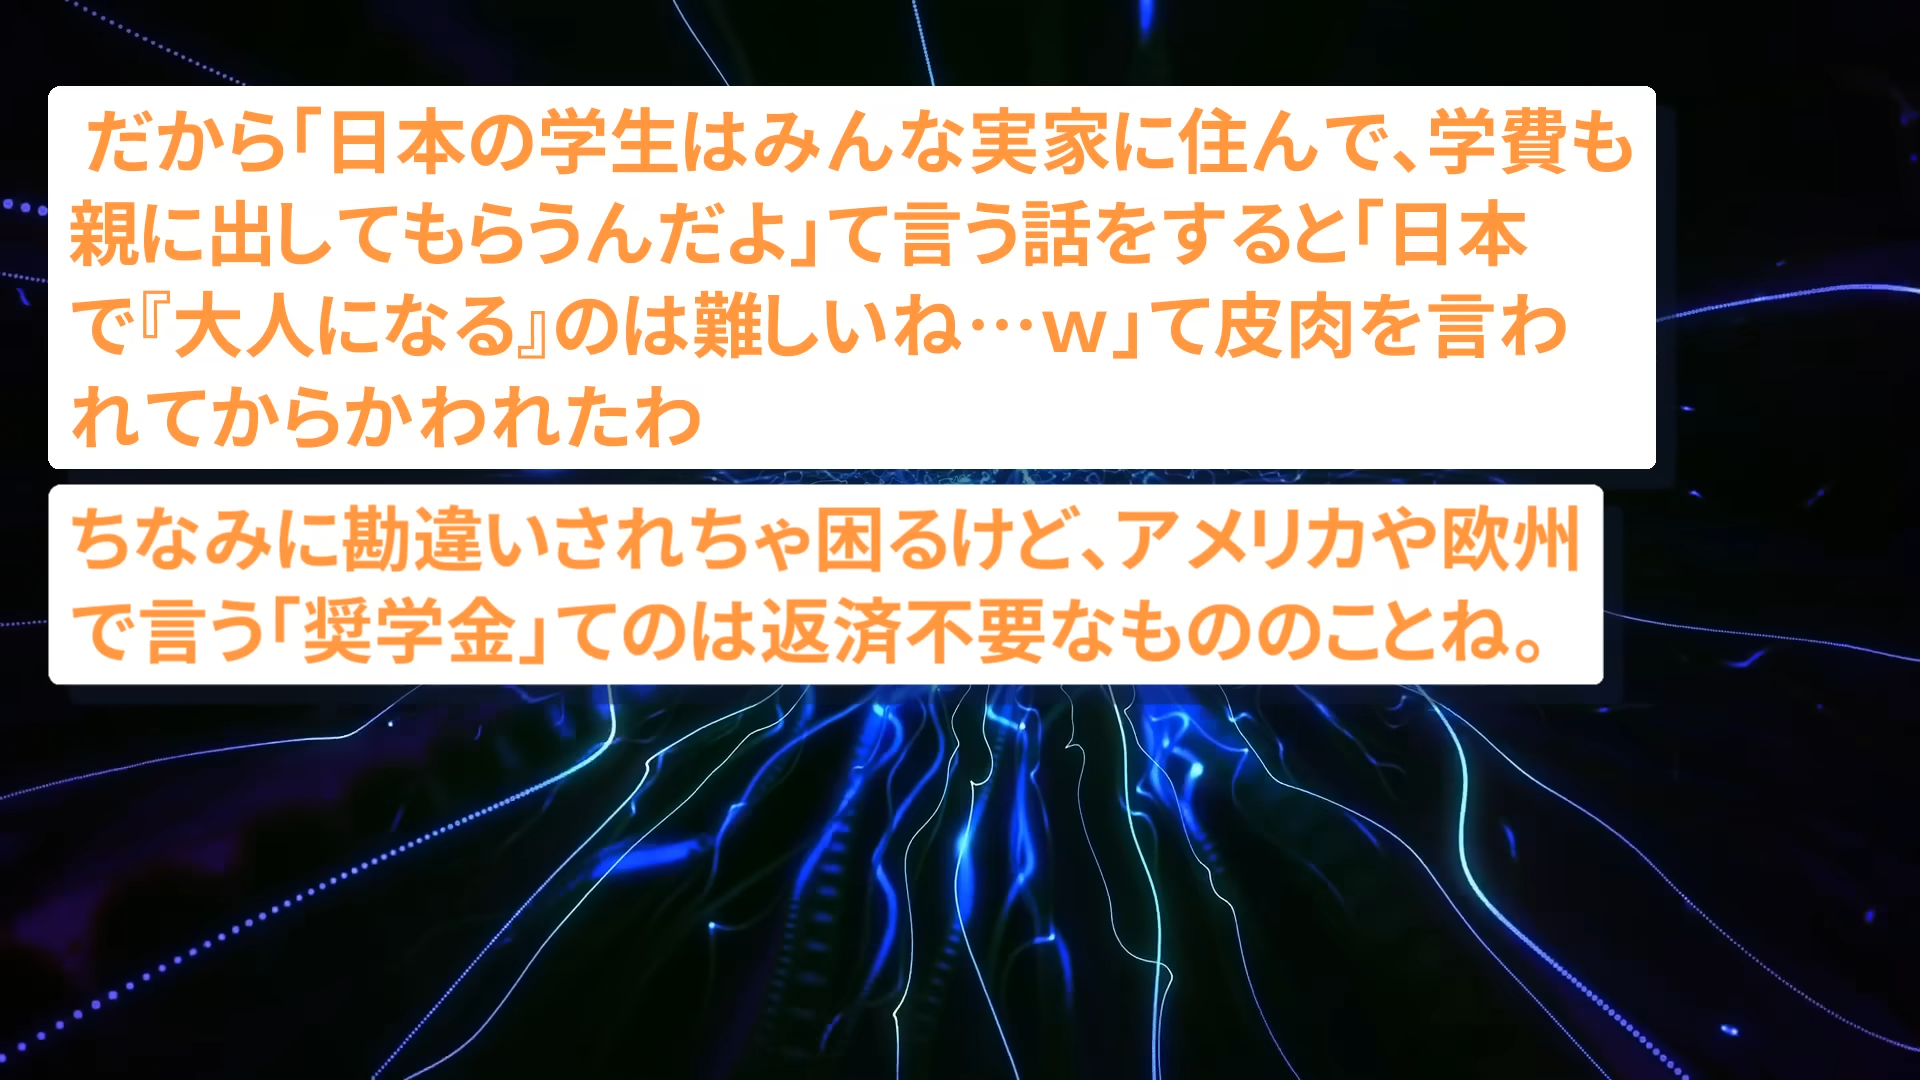 だから「日本の学生はみんな実家に住んで、学費も
親に出してもらうんだよ」て言う話をすると「日本
で『大人になる』のは難しいね…ｗ」て皮肉を言わ
れてからかわれたわ
ちなみに勘違いされちゃ困るけど、アメリカや欧州
で言う「奨学金」てのは返済不要なもののことね。